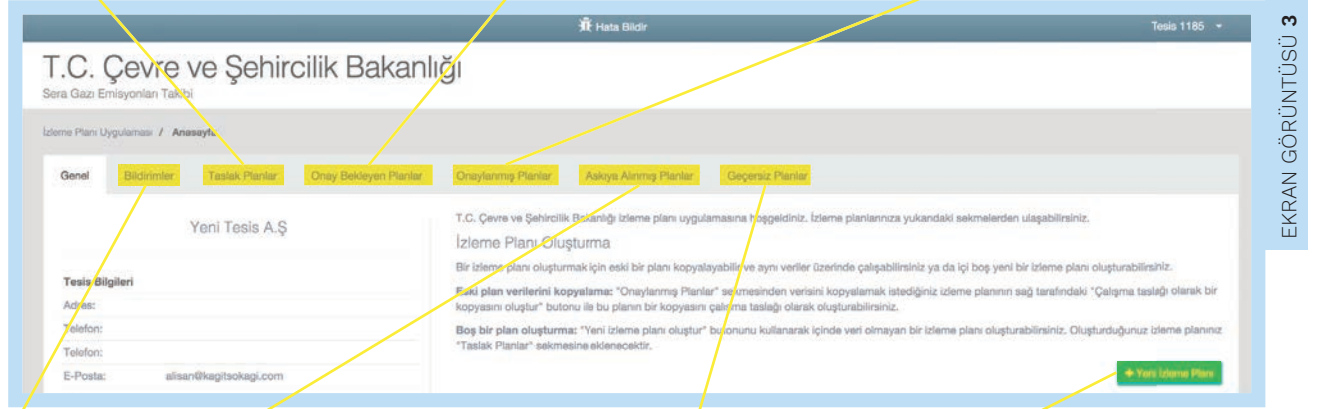 Hata Bildir
Tesis 1185
T.C. Çevre ve Şehircilik Bakanlığı
Sera Gazı Emisyonları Takibi
İzleme Planı Uygulaması / Anasayfa
Genel Bildirimler Taslak Planlar Onay Bekleyen Planlar Onaylanmış Planlar Askıya Alınmış Planlar Geçersiz Planlar
Yeni Tesis A.Ş
Tesis Bilgileri
Adres:
Telefon:
Telefon:
E-Posta: alisan@kagitsokagi.com
T.C. Çevre ve Şehircilik Bakanlığı izleme planı uygulamasına hoşgeldiniz. İzleme planlarınıza yukarıdaki sekmelerden ulaşabilirsiniz.
İzleme Planı Oluşturma
Bir izleme planı oluşturmak için eski bir planı kopyalayabilir ve aynı veriler üzerinde çalışabilirsiniz ya da içi boş yeni bir izleme planı oluşturabilirsiniz.
Eski plan verilerini kopyalama: "Onaylanmış Planlar" sekmesinden verisini kopyalamak istediğiniz izleme planının sağ tarafındaki "Çalışma taslağı olarak bir
kopyasını oluştur" butonu ile bu planın bir kopyasını çalışma taslağı olarak oluşturabilirsiniz.
Boş bir plan oluşturma: "Yeni izleme planı oluştur" butonunu kullanarak içinde veri olmayan bir izleme planı oluşturabilirsiniz. Oluşturduğunuz izleme planınız
"Taslak Planlar" sekmesine eklenecektir.
+ Yeni İzleme Planı
EKRAN GÖRÜNTÜSÜ 3